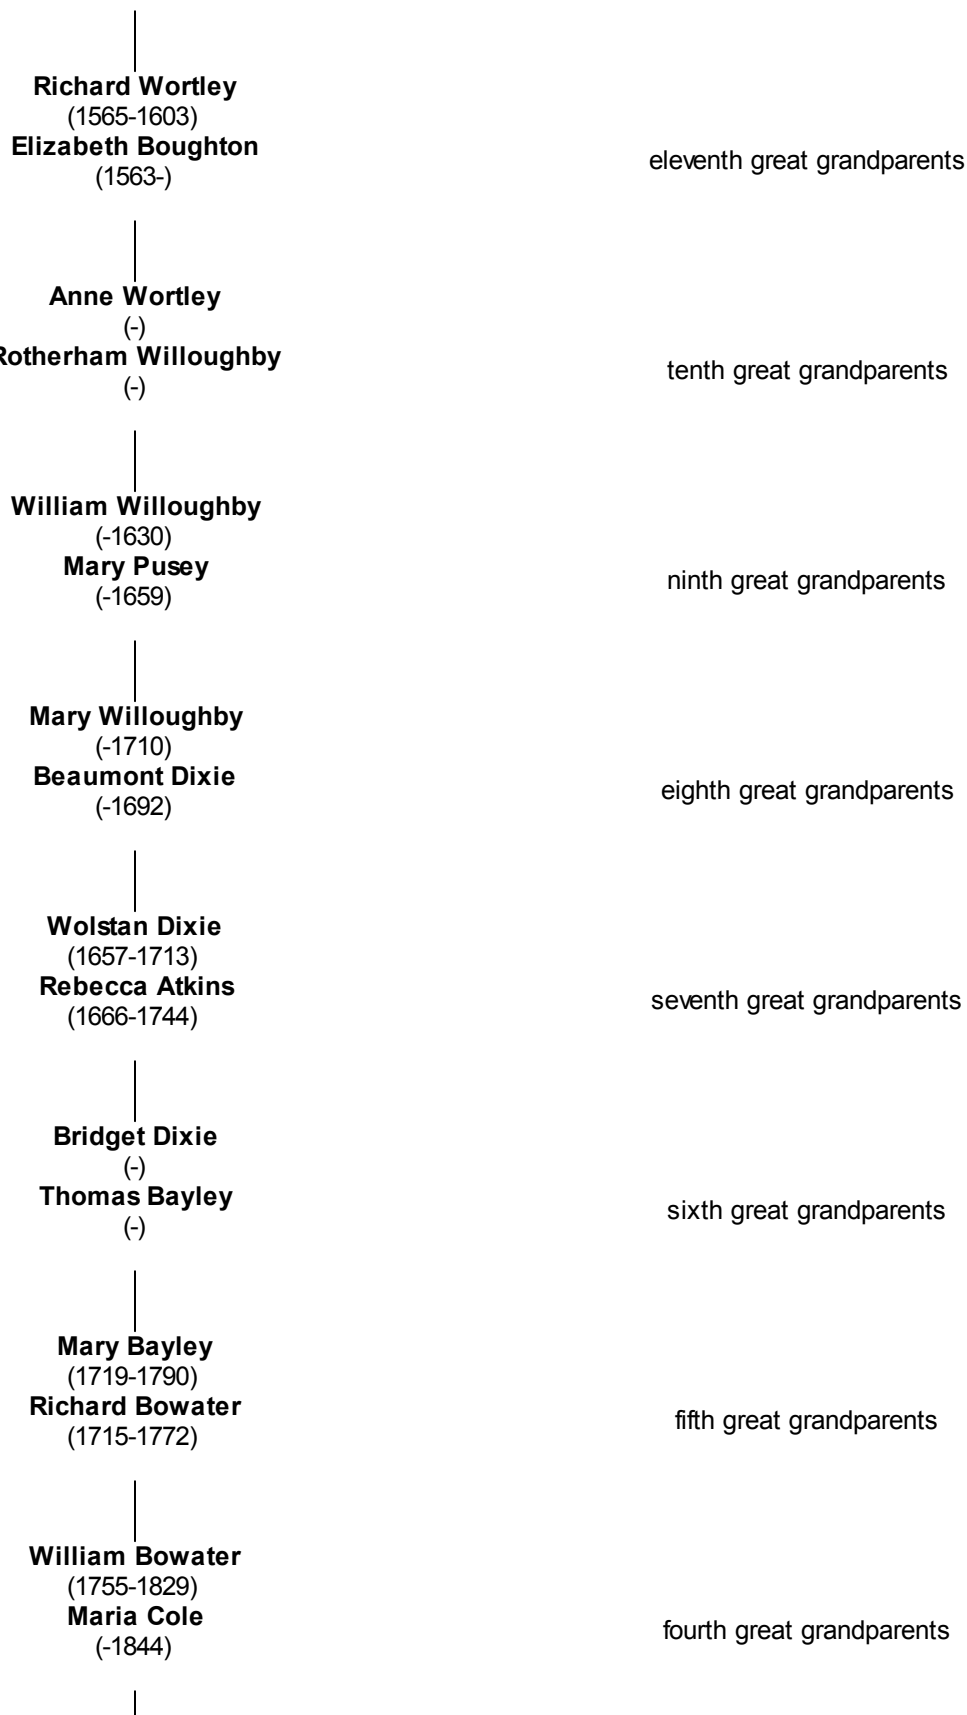 Richard Wortley
(1565-1603)
Elizabeth Boughton
(1563-)
eleventh great grandparents
Anne Wortley
(-)
Rotherham Willoughby
(-)
tenth great grandparents
William Willoughby
(-1630)
Mary Pusey
(-1659)
ninth great grandparents
Mary Willoughby
(-1710)
Beaumont Dixie
(-1692)
eighth great grandparents
Wolstan Dixie
(1657-1713)
Rebecca Atkins
(1666-1744)
seventh great grandparents
Bridget Dixie
(-)
Thomas Bayley
(-)
sixth great grandparents
Mary Bayley
(1719-1790)
Richard Bowater
(1715-1772)
fifth great grandparents
William Bowater
(1755-1829)
Maria Cole
(-1844)
fourth great grandparents